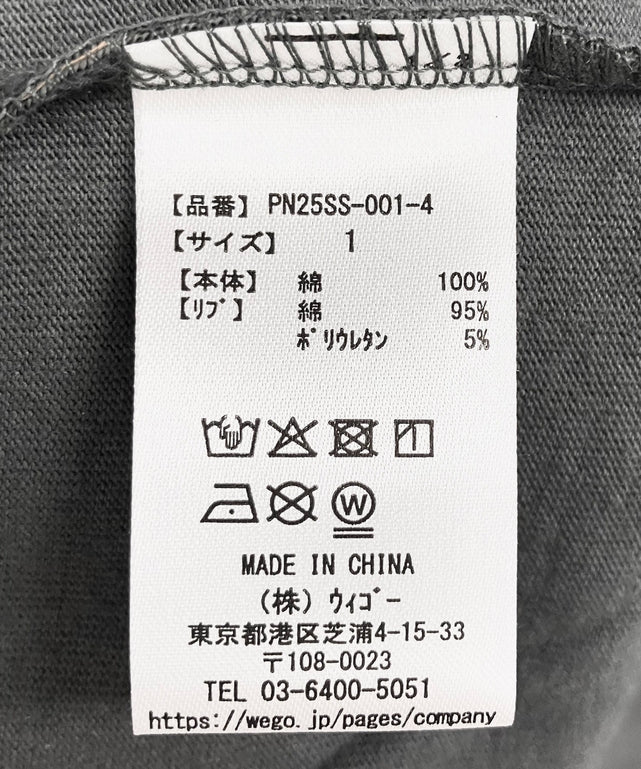 【品番】 PN25SS-001-4
【サイズ】 1
【本体】 綿 100%
【ﾘﾌﾞ】 綿 95%
ﾎﾟﾘｳﾚﾀﾝ 5%
W
MADE IN CHINA
(株) ｳｨｺﾞｰ
東京都港区芝浦4-15-33
〒108-0023
TEL 03-6400-5051
https://wego.jp/pages/company